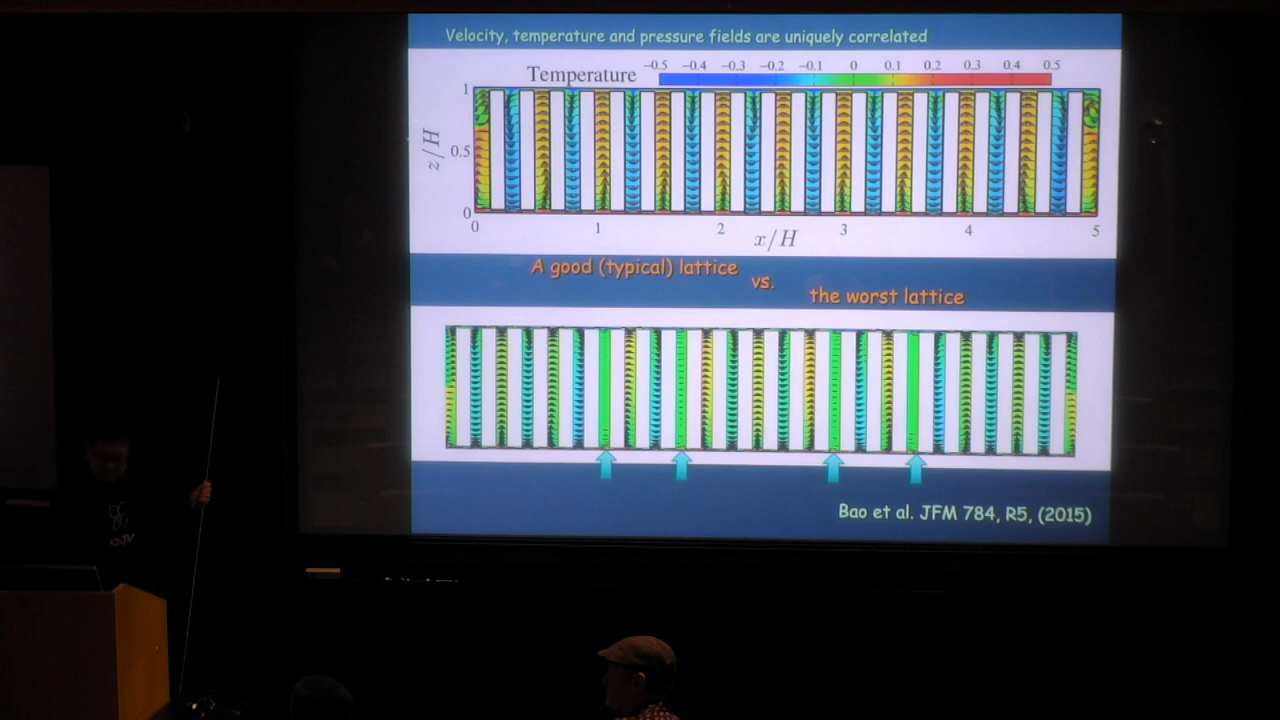 Velocity, temperature and pressure fields are uniquely correlated
Temperature
−0.5 −0.4 −0.3 −0.2 −0.1 0 0.1 0.2 0.3 0.4 0.5
1
z/H
0.5
0
0 1 2 3 4 5
x/H
A good (typical) lattice
vs.
the worst lattice
Bao et al. JFM 784, R5, (2015)